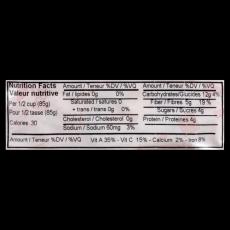 Nutrition Facts
Valeur nutritive
Per 1/2 cup (85g)
Pour 1/2 tasse (85g)
Calories 30
Amount / Teneur %DV / %VQ
Fat / lipides 0g 0%
Saturated / saturés 0
+ trans / trans 0g 0%
Cholesterol / Cholesterol 0g
Sodium / Sodium 60mg 3%
Amount / Teneur %DV / %VQ
Carbohydrates/Glucides 12g 4%
Fiber / Fibres 5g 19%
Sugars / Sucrés 4g
Protein / Protéines 4g
Amount / Teneur %DV / %VQ Vit A 35% - Vit C 15% - Calcium 2% - Iron 8%